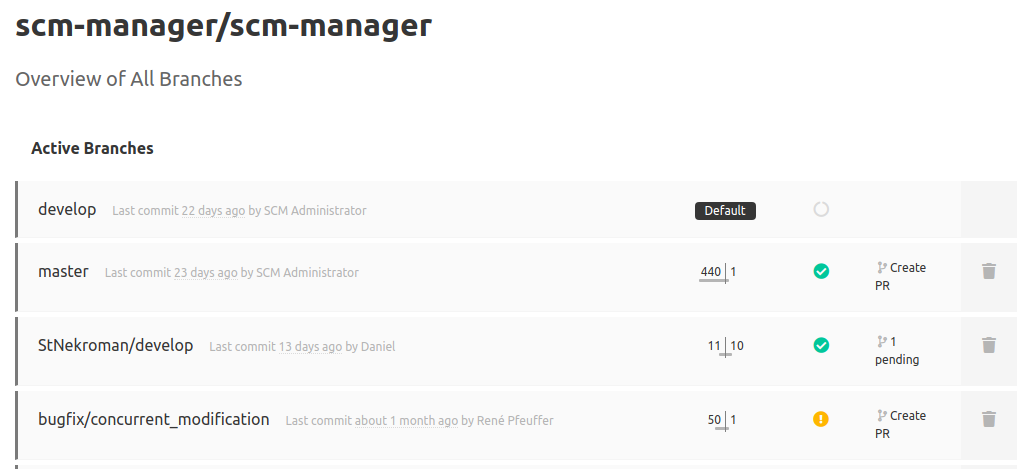 scm-manager/scm-manager
Overview of All Branches
Active Branches
develop Last commit 22 days ago by SCM Administrator Default
master Last commit 23 days ago by SCM Administrator 440 1 Create
PR
StNekroman/develop Last commit 13 days ago by Daniel 11 10 1
pending
bugfix/concurrent_modification Last commit about 1 month ago by René Pfeuffer 50 1 Create
PR